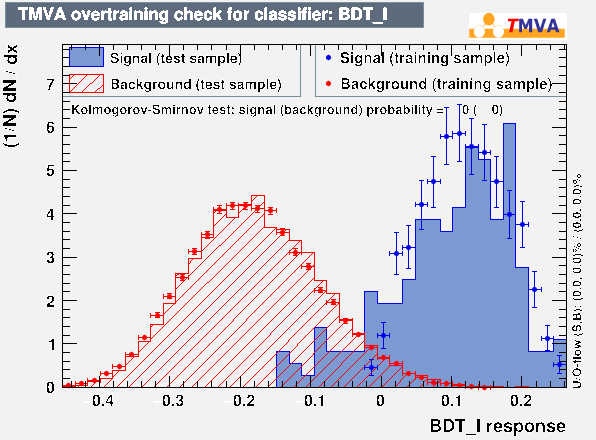 TMVA overtraining check for classifier: BDT_I
TMVA
Signal (test sample)
Background (test sample)
Signal (training sample)
Background (training sample)
Kolmogorov-Smirnov test: signal (background) probability = 0 ( 0)
(1/N) dN / dx
7
6
5
4
3
2
1
0
-0.4 -0.3 -0.2 -0.1 0 0.1 0.2
BDT_I response
U/O-flow (S,B): (0.0, 0.0)% / (0.0, 0.0)%